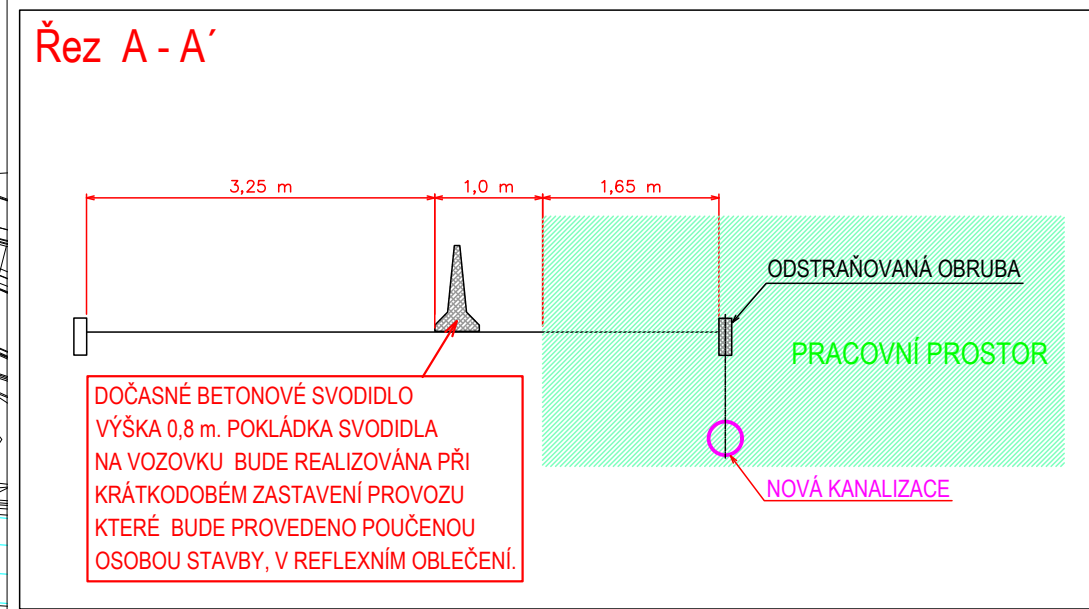 Řez A - A´
3,25 m
1,0 m
1,65 m
ODSTRAŇOVANÁ OBRUBA
PRACOVNÍ PROSTOR
DOČASNÉ BETONOVÉ SVODIDLO
VÝŠKA 0,8 m. POKLÁDKA SVODIDLA
NA VOZOVKU BUDE REALIZOVÁNA PŘI
KRÁTKODOBÉM ZASTAVENÍ PROVOZU
KTERÉ BUDE PROVEDENO POUČENOU
OSOBOU STAVBY, V REFLEXNÍM OBLEČENÍ.
NOVÁ KANALIZACE